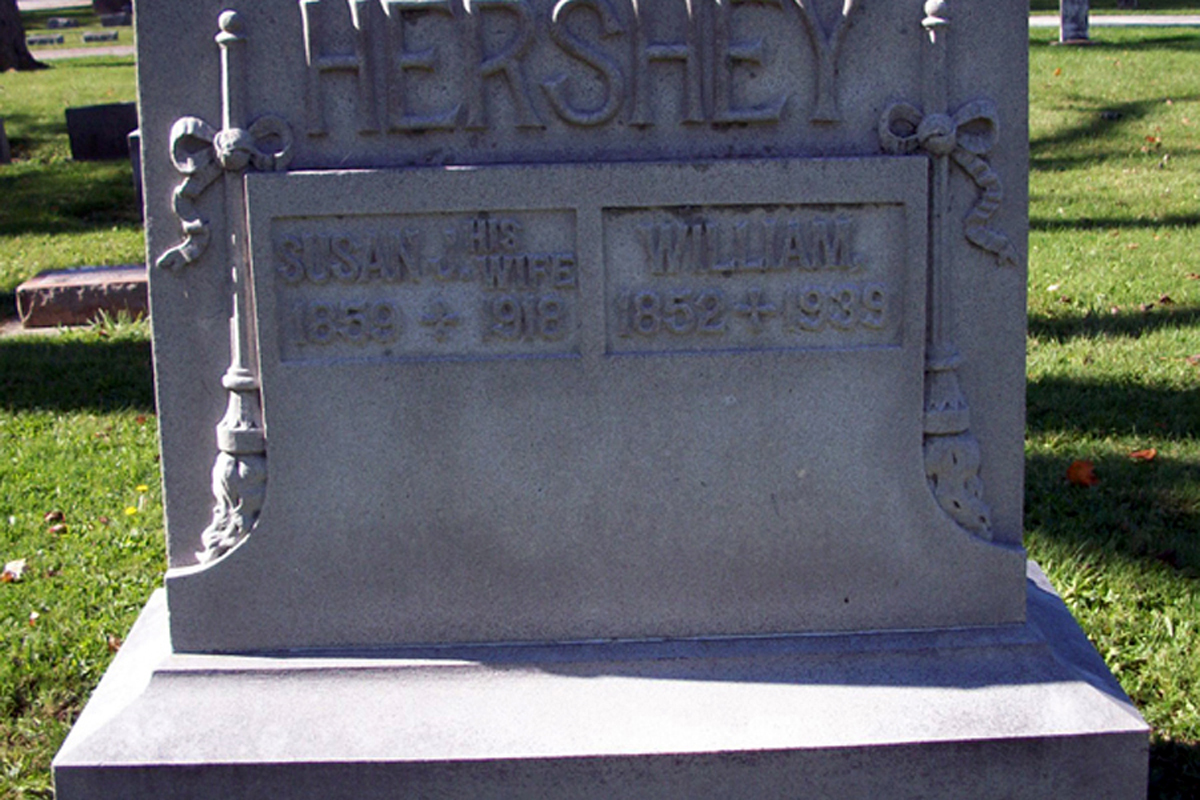 HERSHEY
SUSAN J. HIS WIFE
1859 + 1918
WILLIAM.
1852 + 1939